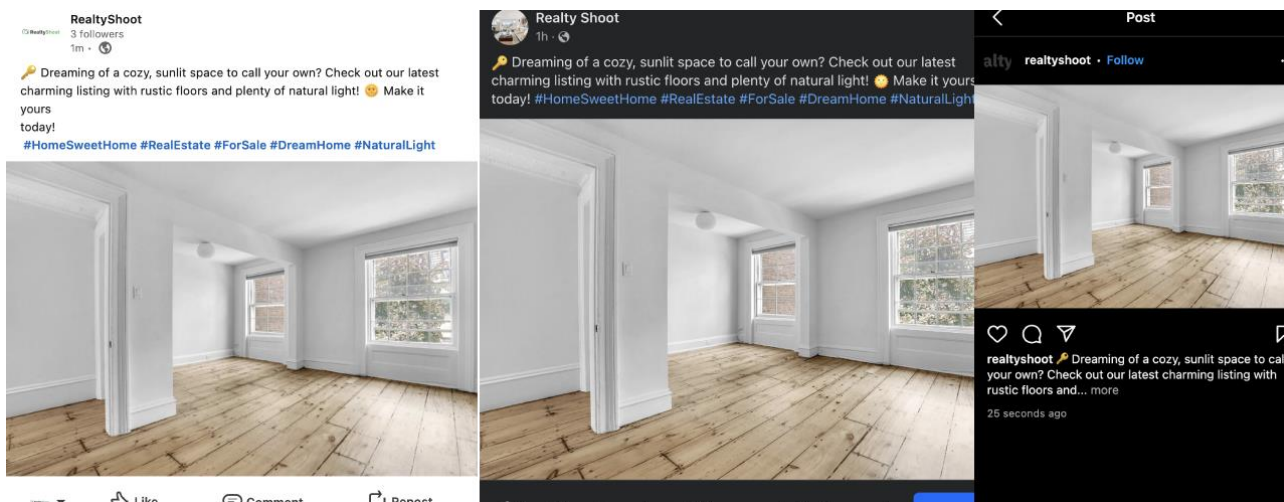 RealtyShoot
RealtyShoot
3 followers
1m •
🔑 Dreaming of a cozy, sunlit space to call your own? Check out our latest
charming listing with rustic floors and plenty of natural light! 🌞 Make it
yours
today!
#HomeSweetHome #RealEstate #ForSale #DreamHome #NaturalLight
Like Comment Repost
Realty Shoot
1h •
🔑 Dreaming of a cozy, sunlit space to call your own? Check out our latest
charming listing with rustic floors and plenty of natural light! 🌞 Make it yours
today! #HomeSweetHome #RealEstate #ForSale #DreamHome #NaturalLight
Post
alty realtyshoot • Follow
realtyshoot 🔑 Dreaming of a cozy, sunlit space to cal
your own? Check out our latest charming listing with
rustic floors and... more
25 seconds ago